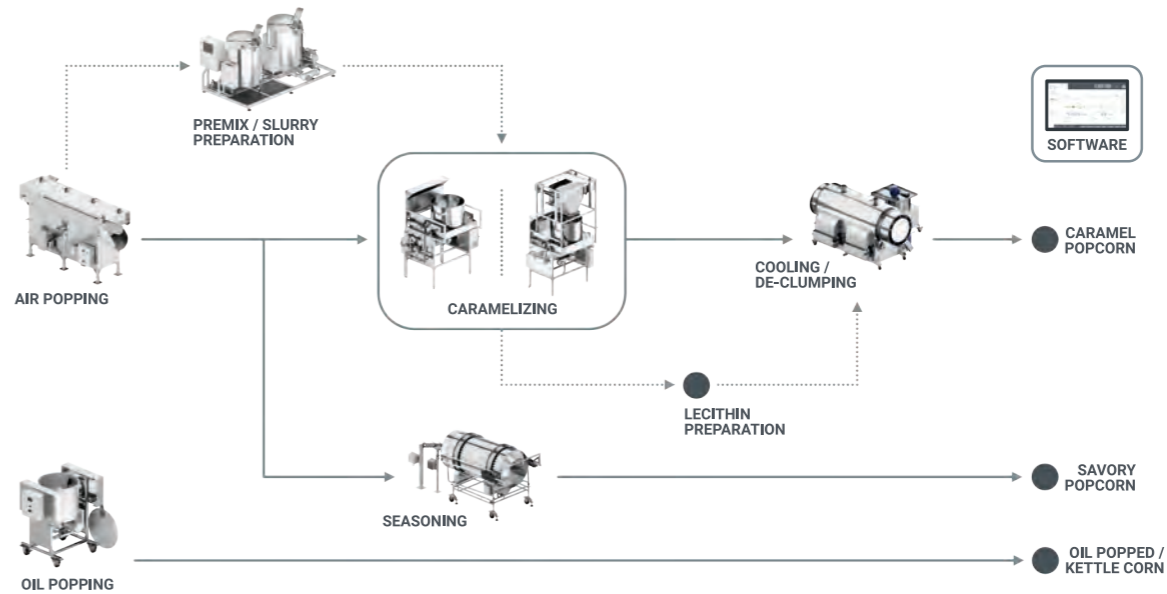 PREMIX / SLURRY
PREPARATION
SOFTWARE
AIR POPPING
CARAMELIZING
COOLING /
DE-CLUMPING
CARAMEL
POPCORN
LECITHIN
PREPARATION
SEASONING
SAVORY
POPCORN
OIL POPPING
OIL POPPED /
KETTLE CORN